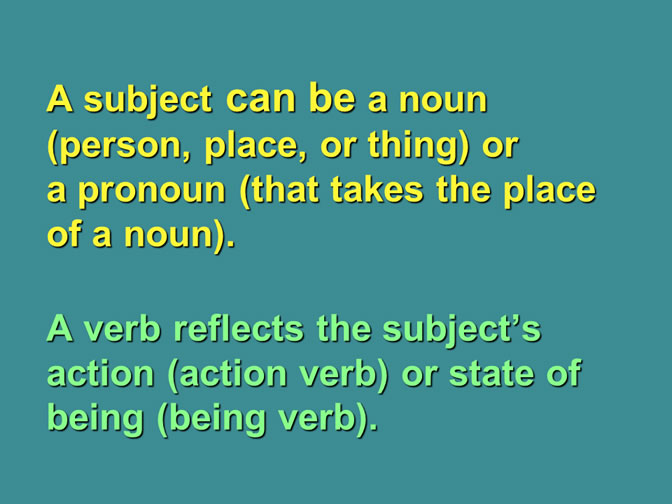 A subject can be a noun
(person, place, or thing) or
a pronoun (that takes the place
of a noun).
A verb reflects the subject’s
action (action verb) or state of
being (being verb).